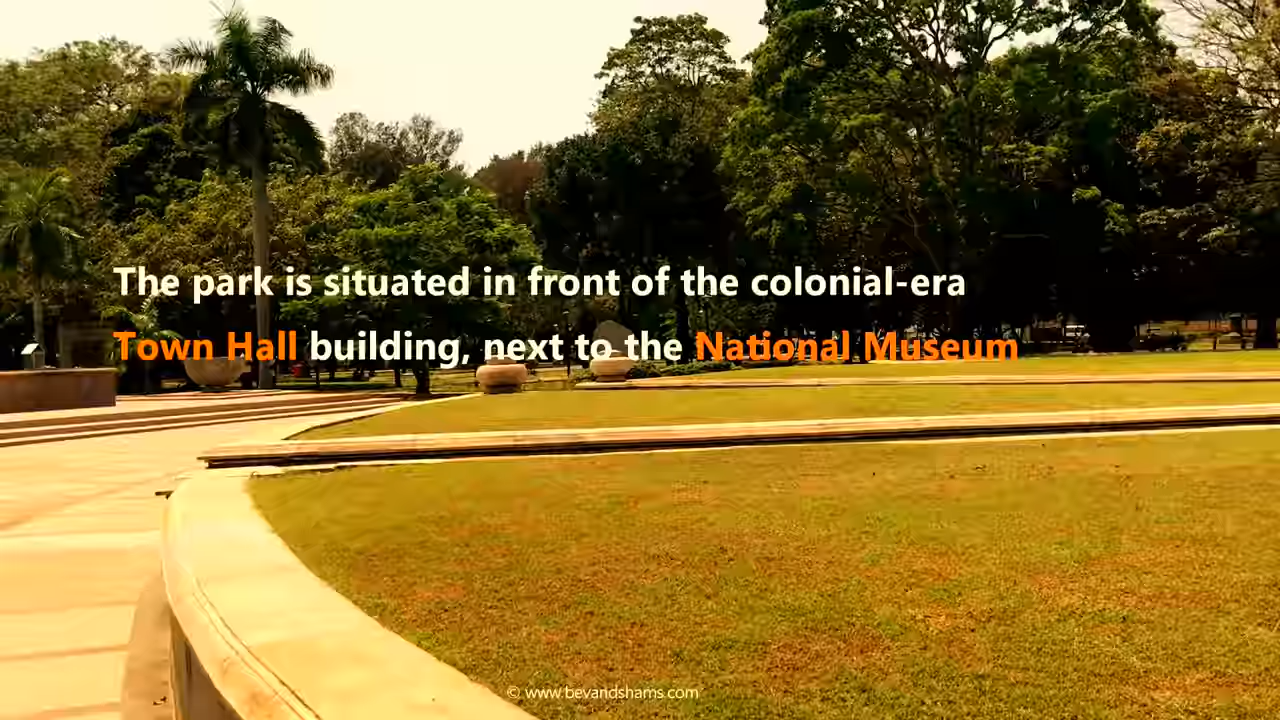 The park is situated in front of the colonial-era
Town Hall building, next to the National Museum
© www.bevandshams.com